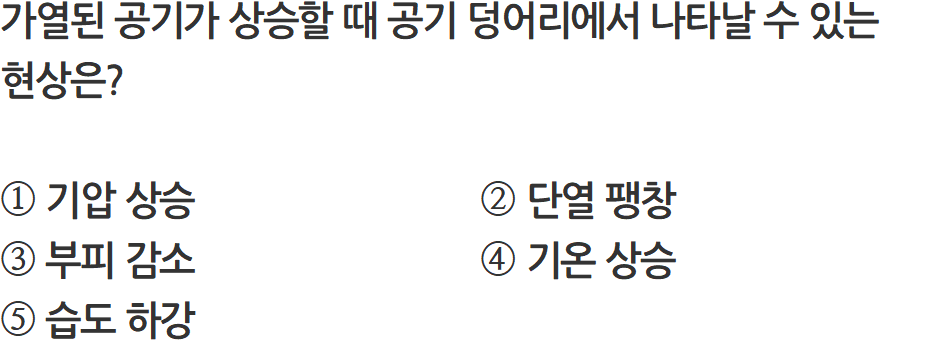 가열된 공기가 상승할 때 공기 덩어리에서 나타날 수 있는
현상은?
① 기압 상승 ② 단열 팽창
③ 부피 감소 ④ 기온 상승
⑤ 습도 하강